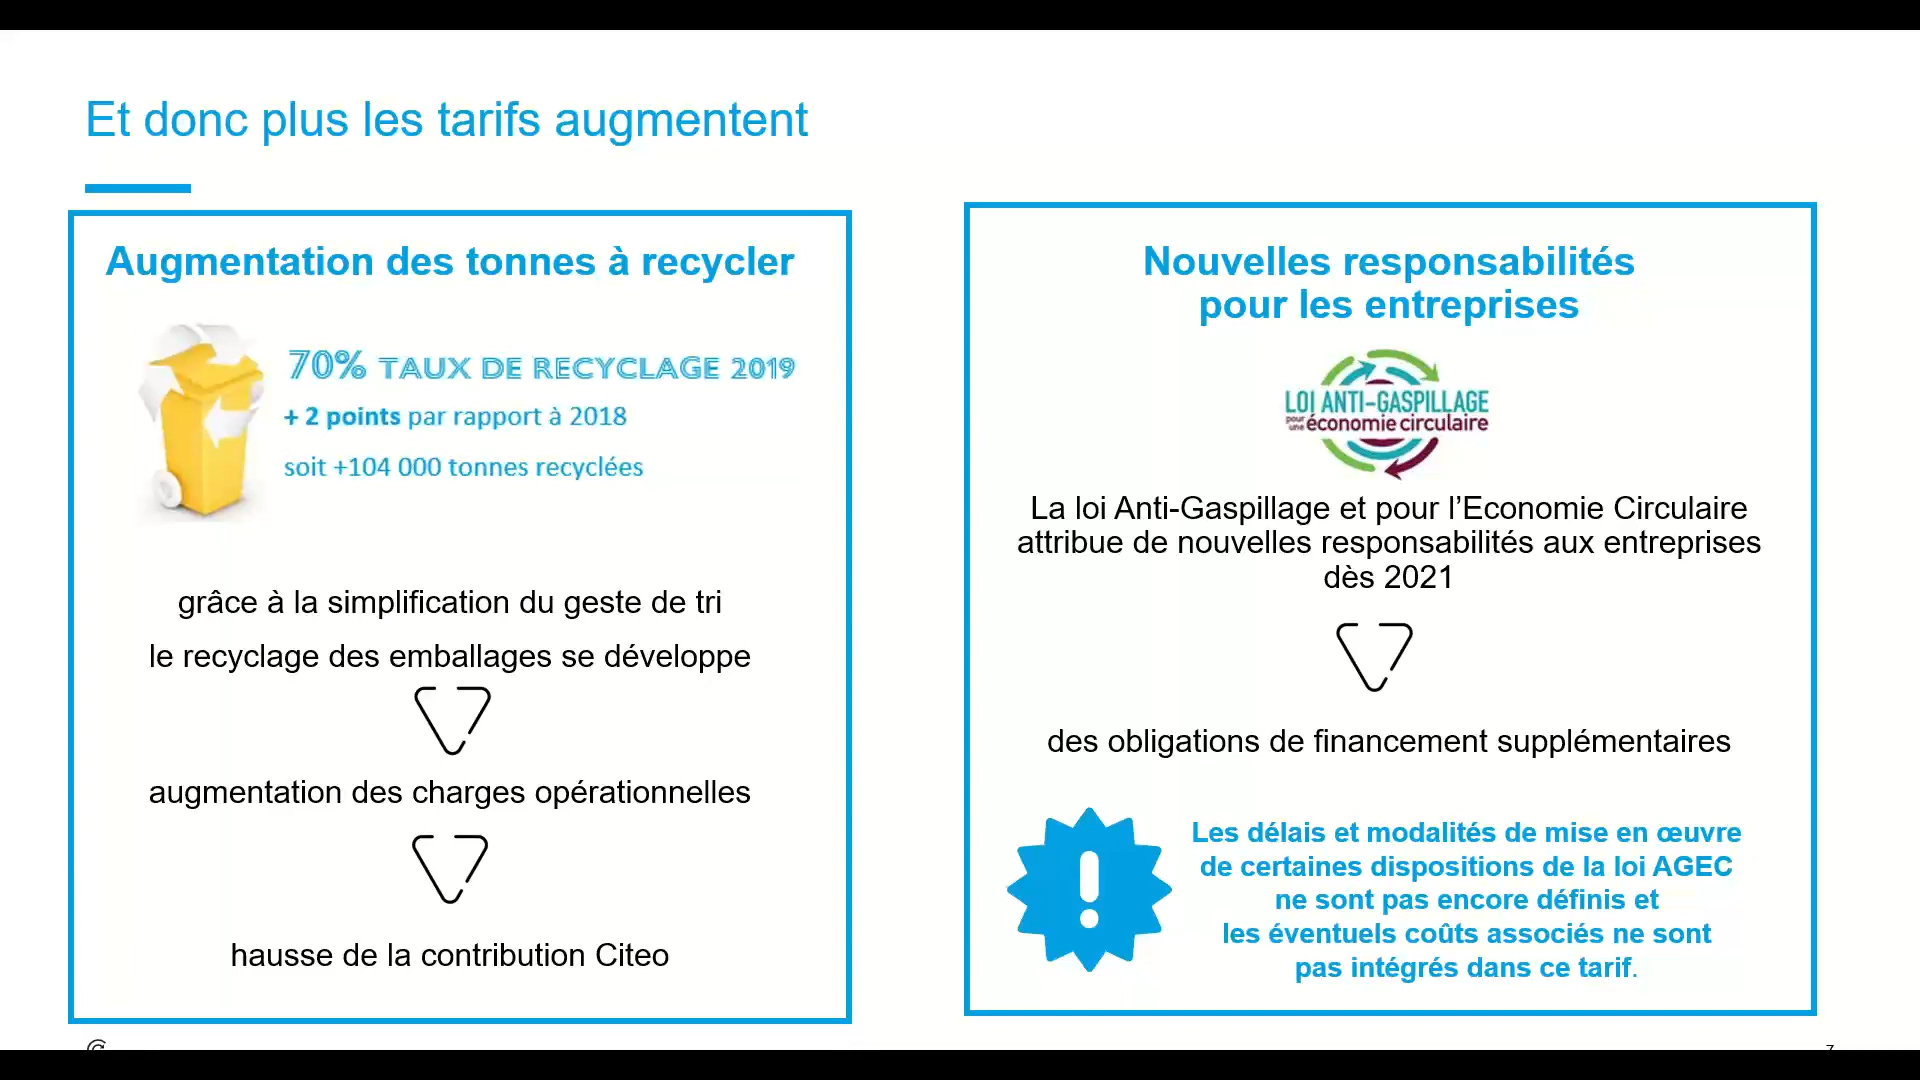 Et donc plus les tarifs augmentent
Augmentation des tonnes à recycler
70% TAUX DE RECYCLAGE 2019
+ 2 points par rapport à 2018
soit +104 000 tonnes recyclées
grâce à la simplification du geste de tri
le recyclage des emballages se développe
augmentation des charges opérationnelles
hausse de la contribution Citeo
Nouvelles responsabilités
pour les entreprises
LOI ANTI-GASPILLAGE
pour une économie circulaire
La loi Anti-Gaspillage et pour l’Economie Circulaire
attribue de nouvelles responsabilités aux entreprises
dès 2021
des obligations de financement supplémentaires
Les délais et modalités de mise en œuvre
de certaines dispositions de la loi AGEC
ne sont pas encore définis et
les éventuels coûts associés ne sont
pas intégrés dans ce tarif.